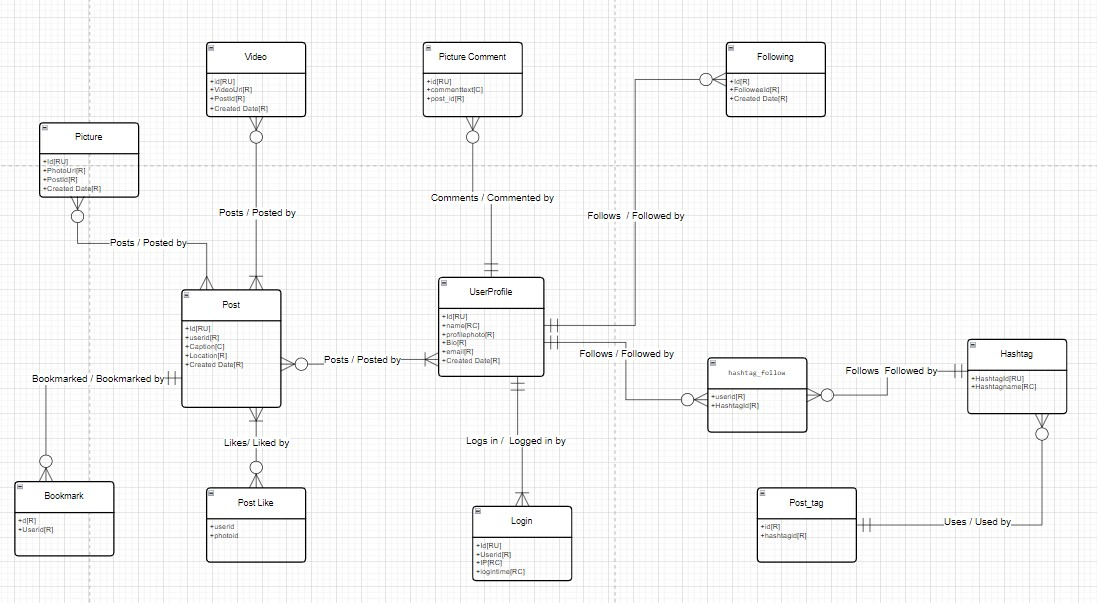 Video
+id[RU]
+VideoUrl[R]
+PostId[R]
+Created Date[R]
Picture Comment
+id[RU]
+commenttext[C]
+post_id[R]
Following
+Id[R]
+FolloweeId[R]
+Created Date[R]
Picture
+Id[RU]
+PhotoUrl[R]
+PostId[R]
+Created Date[R]
Comments / Commented by
Posts / Posted by
Follows / Followed by
Posts / Posted by
Post
+Id[RU]
+userid[R]
+Caption[C]
+Location[R]
+Created Date[R]
UserProfile
+Id[RU]
+name[RC]
+profilephoto[R]
+Bio[R]
+email[R]
+Created Date[R]
Posts / Posted by
Follows / Followed by
Hashtag
+HashtagId[RU]
+Hashtagname[RC]
hashtag_follow
+userid[R]
+HashtagId[R]
Follows Followed by
Bookmarked / Bookmarked by
Likes/ Liked by
Logs in / Logged in by
Bookmark
+d[R]
+Userid[R]
Post Like
+userid
+photoid
Login
+Id[RU]
+Userid[R]
+IP[RC]
+logintime[RC]
Post_tag
+id[R]
+hashtagid[R]
Uses / Used by